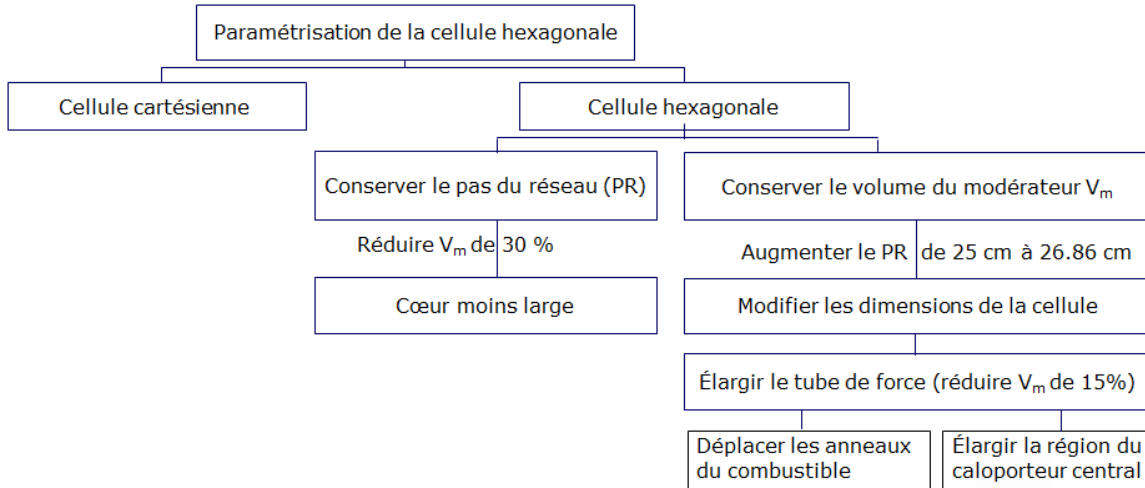 Paramétrisation de la cellule hexagonale
Cellule cartésienne
Cellule hexagonale
Conserver le pas du réseau (PR)
Conserver le volume du modérateur Vₘ
Réduire Vₘ de 30 %
Augmenter le PR de 25 cm à 26.86 cm
Cœur moins large
Modifier les dimensions de la cellule
Élargir le tube de force (réduire Vₘ de 15%)
Déplacer les anneaux
du combustible
Élargir la région du
caloporteur central